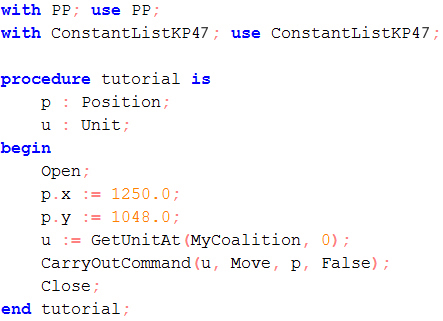 with PP; use PP;
with ConstantListKP47; use ConstantListKP47;

procedure tutorial is
    p : Position;
    u : Unit;
begin
    Open;
    p.x := 1250.0;
    p.y := 1048.0;
    u := GetUnitAt(MyCoalition, 0);
    CarryOutCommand(u, Move, p, False);
    Close;
end tutorial;